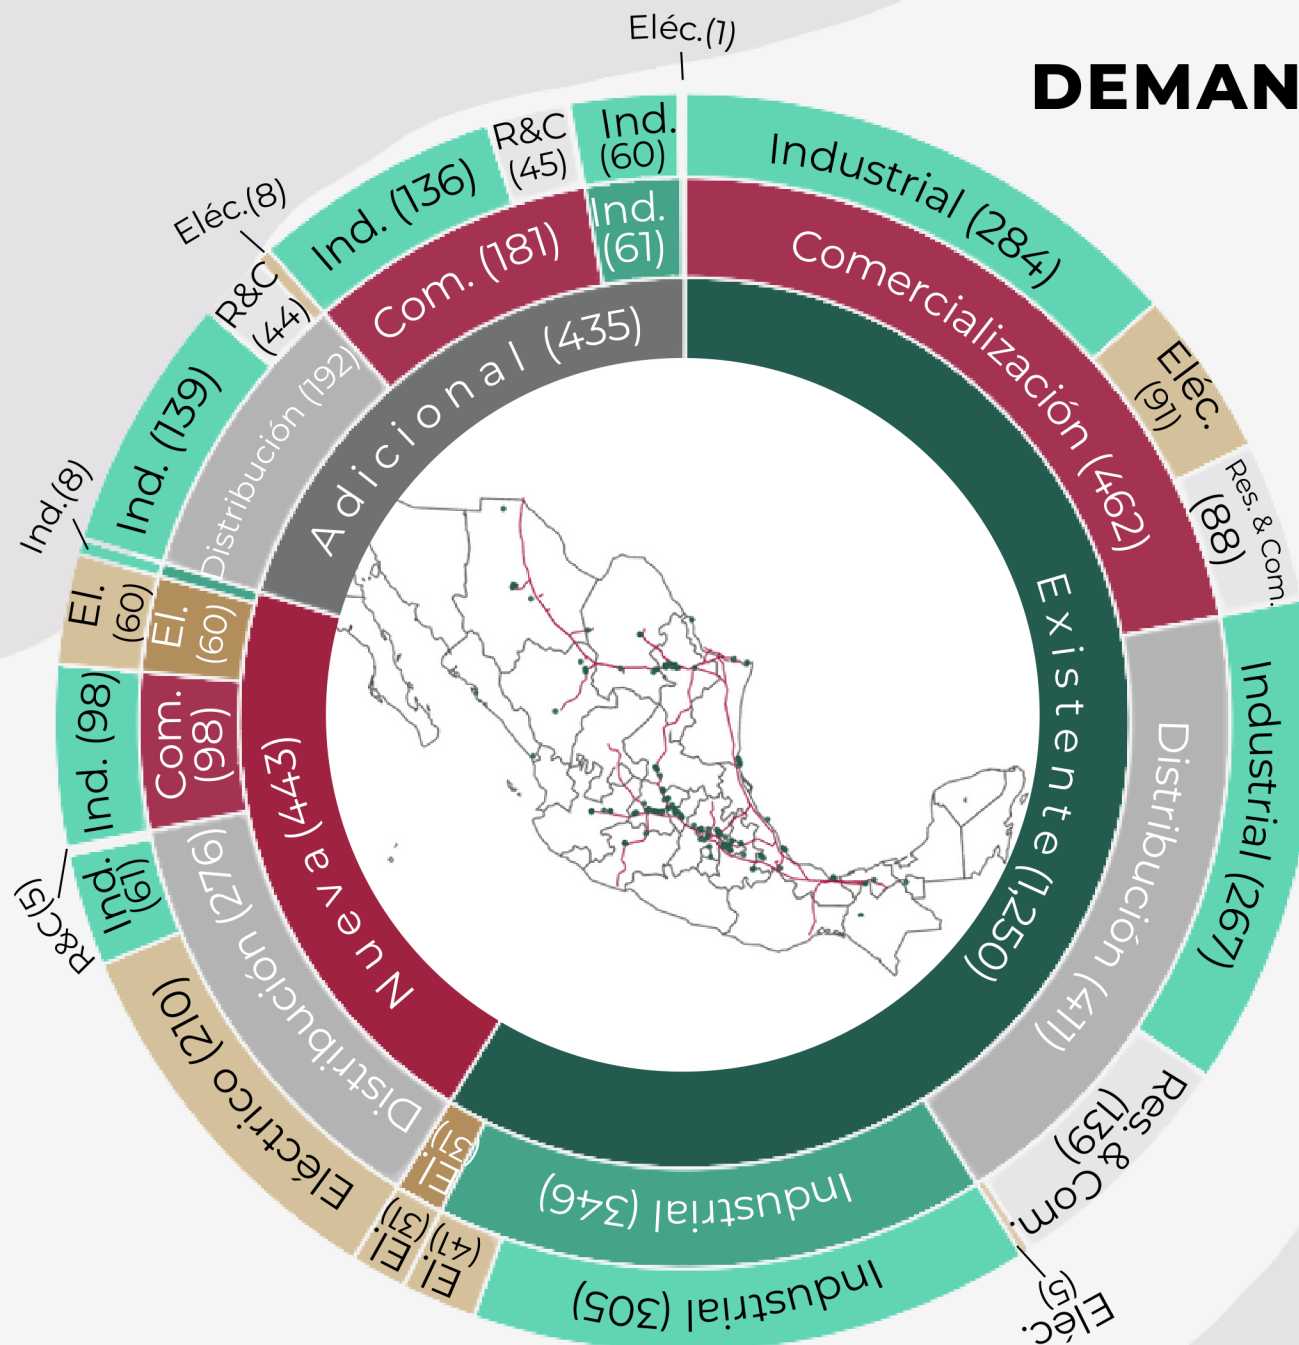 DEMAN
Eléc.(1)
Industrial (284)
Eléc.
(91)
Res. & Com.
(88)
Industrial (267)
Res. & Com.
(139)
Eléc.
(5)
Industrial (305)
El.
(41)
El.
(31)
Eléctrico (210)
Ind.
(61)
R&C(5)
Ind. (98)
El.
(60)
Ind.(8)
Ind. (139)
R&C
(44)
Eléc.(8)
Ind. (136)
R&C
(45)
Ind.
(60)
Comercialización (462)
Distribución (411)
Industrial (346)
El.
(31)
Distribución (276)
Com.
(98)
El.
(60)
Distribución (192)
Com. (181)
Ind.
(61)
Existente (1,250)
Nueva (443)
Adicional (435)